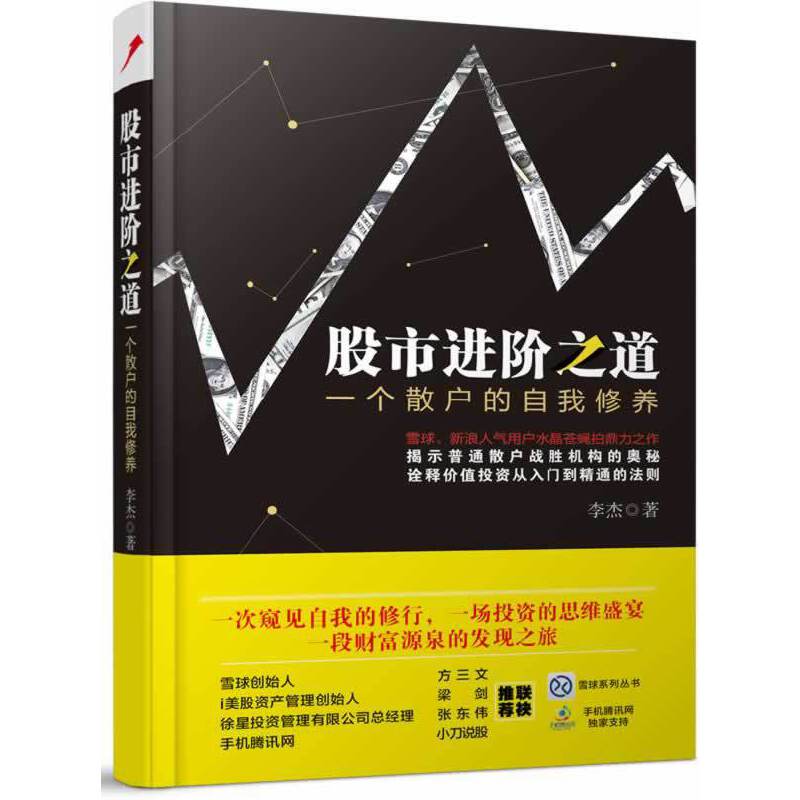 股市进阶之道
一个散户的自我修养
李杰◎著
股市进阶之道
一个散户的自我修养
雪球、新浪人气用户水晶苍蝇拍鼎力之作
揭示普通散户战胜机构的奥秘
诠释价值投资从入门到精通的法则
李杰◎著
一次窥见自我的修行，一场投资的思维盛宴
一段财富源泉的发现之旅
雪球创始人 方三文
i美股资产管理创始人 梁剑
徐星投资管理有限公司总经理 张东伟
手机腾讯网 小刀说股
联袂
推荐
雪球系列丛书
手机腾讯网
独家支持